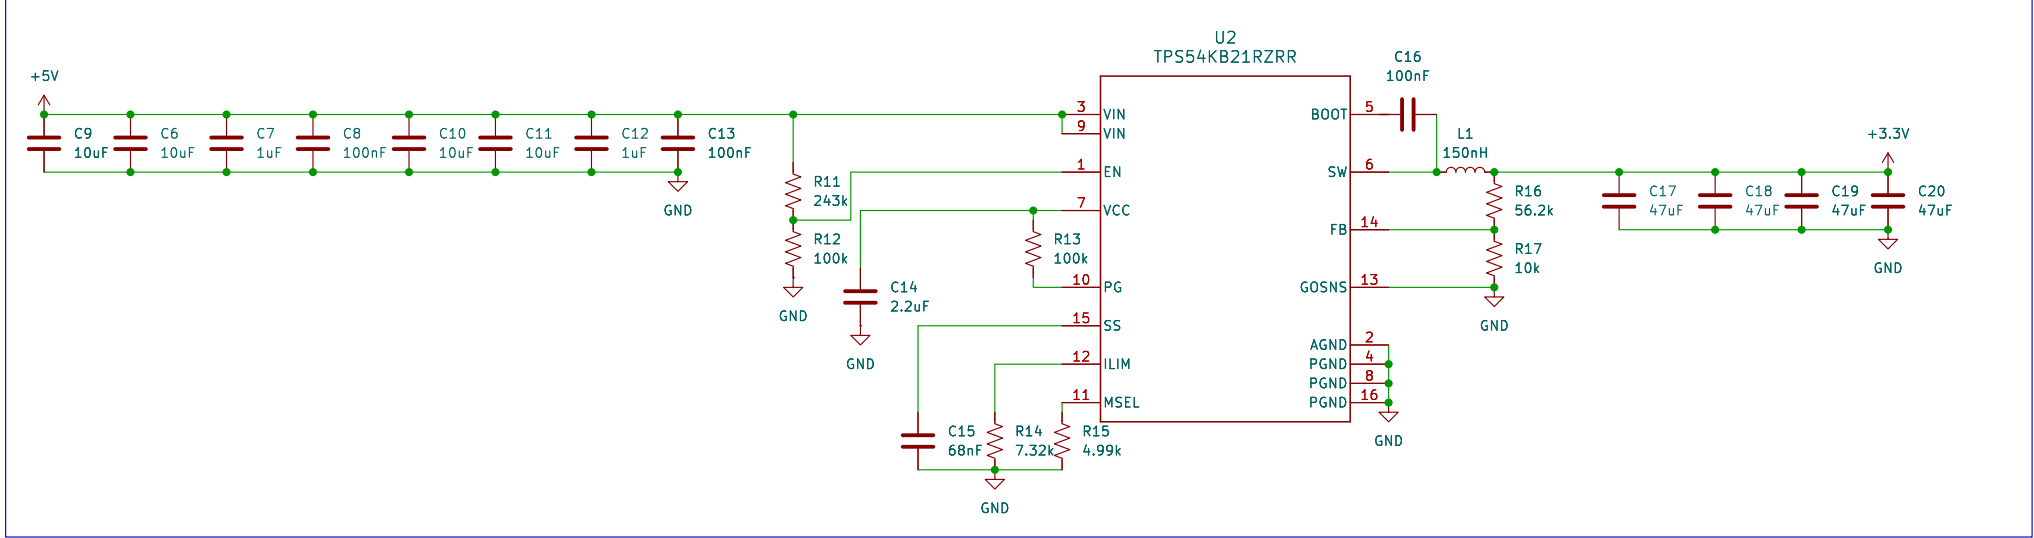 U2
TPS54KB21RZRR
+5V
C9
10uF
C6
10uF
C7
1uF
C8
100nF
C10
10uF
C11
10uF
C12
1uF
C13
100nF
GND
R11
243k
R12
100k
GND
C14
2.2uF
GND
R13
100k
C15
68nF
R14
7.32k
R15
4.99k
GND
3 VIN
9 VIN
1 EN
7 VCC
10 PG
15 SS
12 ILIM
11 MSEL
BOOT 5
SW 6
FB 14
GOSNS 13
AGND 2
PGND 4
PGND 8
PGND 16
GND
C16
100nF
L1
150nH
R16
56.2k
R17
10k
GND
C17
47uF
C18
47uF
C19
47uF
+3.3V
C20
47uF
GND